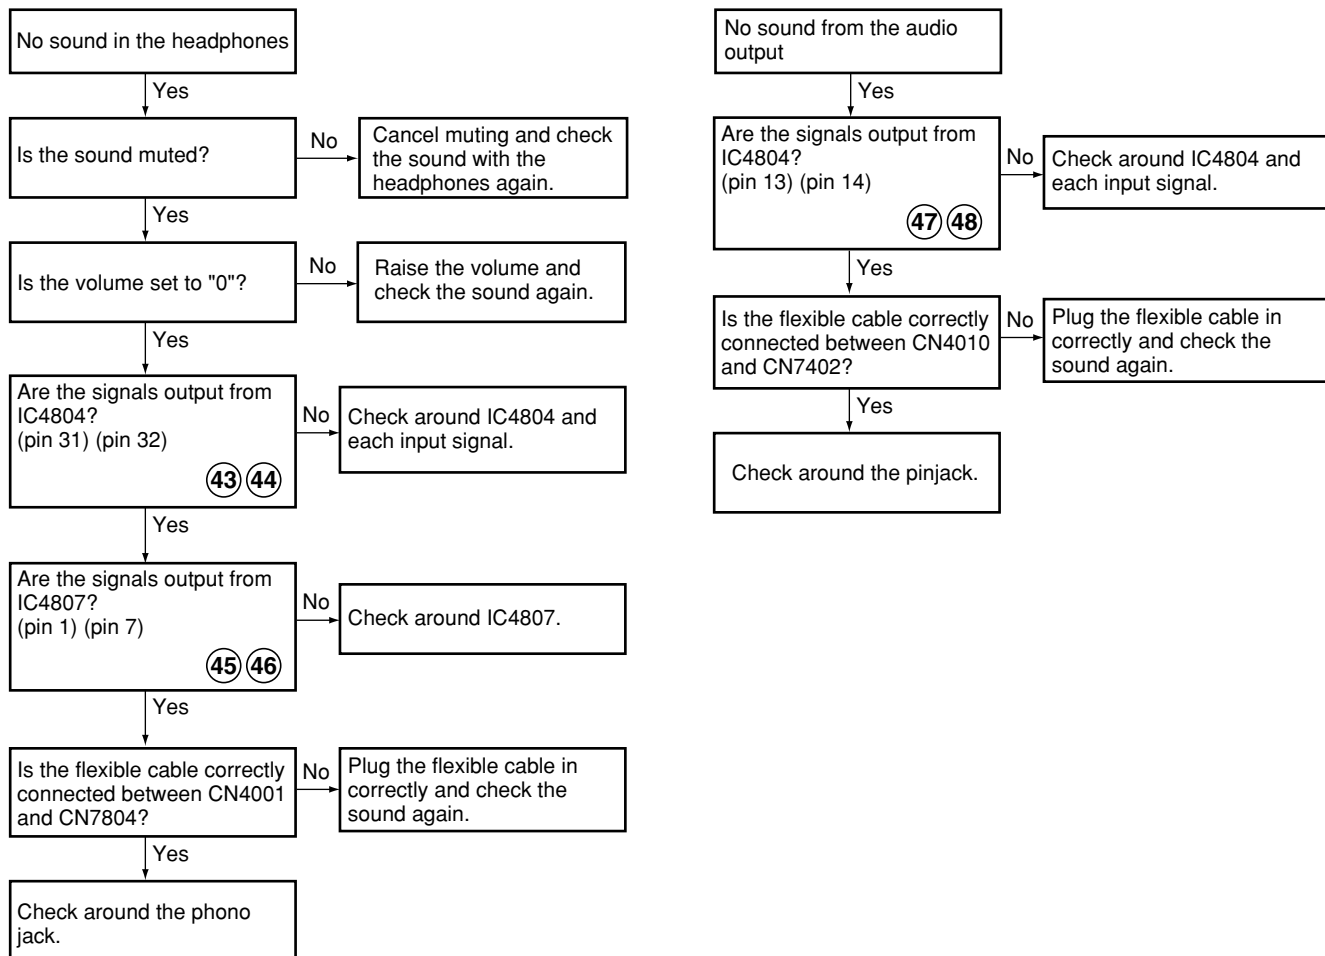 No sound in the headphones
Yes
Is the sound muted?
No
Cancel muting and check
the sound with the
headphones again.
Yes
Is the volume set to "0"?
No
Raise the volume and
check the sound again.
Yes
Are the signals output from
IC4804?
(pin 31) (pin 32)
43 44
No
Check around IC4804 and
each input signal.
Yes
Are the signals output from
IC4807?
(pin 1) (pin 7)
45 46
No
Check around IC4807.
Yes
Is the flexible cable correctly
connected between CN4001
and CN7804?
No
Plug the flexible cable in
correctly and check the
sound again.
Yes
Check around the phono
jack.
No sound from the audio
output
Yes
Are the signals output from
IC4804?
(pin 13) (pin 14)
47 48
No
Check around IC4804 and
each input signal.
Yes
Is the flexible cable correctly
connected between CN4010
and CN7402?
No
Plug the flexible cable in
correctly and check the
sound again.
Yes
Check around the pinjack.